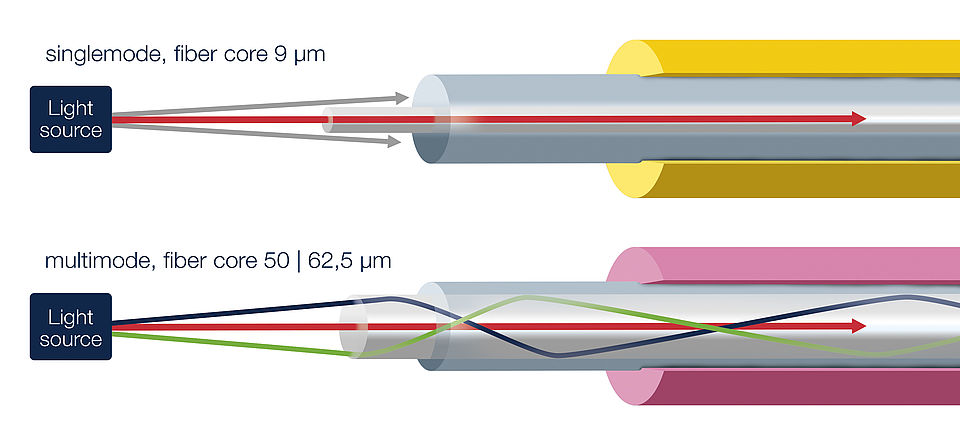 singlemode, fiber core 9 µm
Light
source
multimode, fiber core 50 | 62,5 µm
Light
source